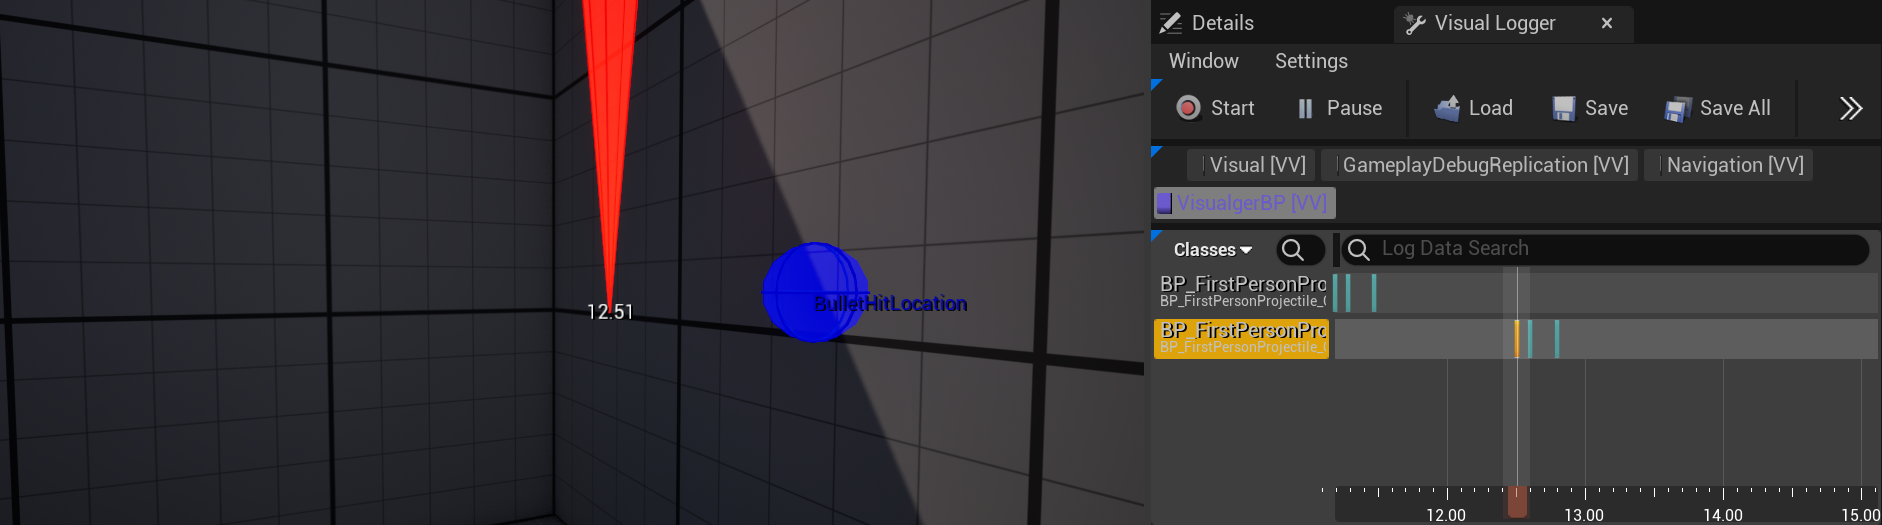 12.51
BulletHitLocation
Details
Visual Logger
Window
Settings
Start
Pause
Load
Save
Save All
Visual [VV]
GameplayDebugReplication [VV]
Navigation [VV]
VisualgerBP [VV]
Classes
Log Data Search
BP_FirstPersonPro
BP_FirstPersonProjectile_
BP_FirstPersonPro
BP_FirstPersonProjectile_
12.00
13.00
14.00
15.00